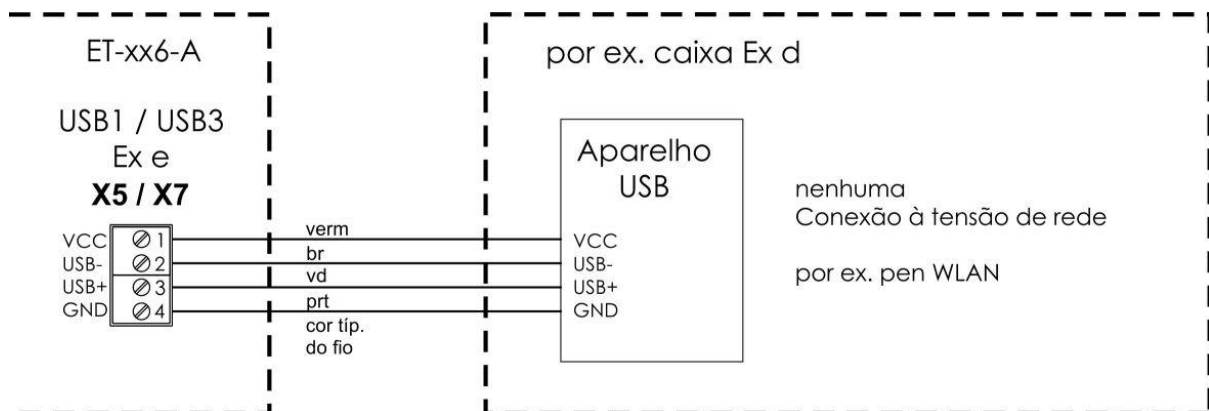 ET-xx6-A
USB1 / USB3
Ex e
X5 / X7
VCC 1
USB- 2
USB+ 3
GND 4
verm
br
vd
prt
cor típ.
do fio
por ex. caixa Ex d
Aparelho
USB
VCC
USB-
USB+
GND
nenhuma
Conexão à tensão de rede
por ex. pen WLAN